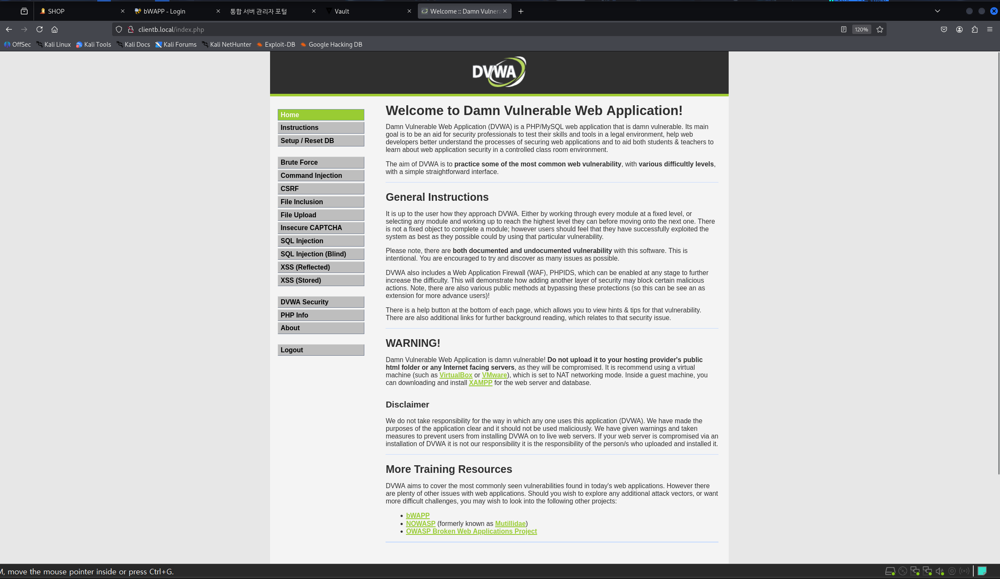 SHOP
bWAPP - Login
통합 서버 관리자 포털
Vault
Welcome :: Damn Vulnera
clientb.local/index.php
120%
OffSec
Kali Linux
Kali Tools
Kali Docs
Kali Forums
Kali NetHunter
Exploit-DB
Google Hacking DB
DVWA
Home
Instructions
Setup / Reset DB
Brute Force
Command Injection
CSRF
File Inclusion
File Upload
Insecure CAPTCHA
SQL Injection
SQL Injection (Blind)
XSS (Reflected)
XSS (Stored)
DVWA Security
PHP Info
About
Logout
Welcome to Damn Vulnerable Web Application!
Damn Vulnerable Web Application (DVWA) is a PHP/MySQL web application that is damn vulnerable. Its main
goal is to be an aid for security professionals to test their skills and tools in a legal environment, help web
developers better understand the processes of securing web applications and to aid both students & teachers to
learn about web application security in a controlled class room environment.
The aim of DVWA is to practice some of the most common web vulnerability, with various difficultly levels,
with a simple straightforward interface.
General Instructions
It is up to the user how they approach DVWA. Either by working through every module at a fixed level, or
selecting any module and working up to reach the highest level they can before moving onto the next one. There
is not a fixed object to complete a module; however users should feel that they have successfully exploited the
system as best as they possible could by using that particular vulnerability.
Please note, there are both documented and undocumented vulnerability with this software. This is
intentional. You are encouraged to try and discover as many issues as possible.
DVWA also includes a Web Application Firewall (WAF), PHPIDS, which can be enabled at any stage to further
increase the difficulty. This will demonstrate how adding another layer of security may block certain malicious
actions. Note, there are also various public methods at bypassing these protections (so this can be see an as
extension for more advance users)!
There is a help button at the bottom of each page, which allows you to view hints & tips for that vulnerability.
There are also additional links for further background reading, which relates to that security issue.
WARNING!
Damn Vulnerable Web Application is damn vulnerable! Do not upload it to your hosting provider's public
html folder or any Internet facing servers, as they will be compromised. It is recommend using a virtual
machine (such as VirtualBox or VMware), which is set to NAT networking mode. Inside a guest machine, you
can downloading and install XAMPP for the web server and database.
Disclaimer
We do not take responsibility for the way in which any one uses this application (DVWA). We have made the
purposes of the application clear and it should not be used maliciously. We have given warnings and taken
measures to prevent users from installing DVWA on to live web servers. If your web server is compromised via an
installation of DVWA it is not our responsibility it is the responsibility of the person/s who uploaded and installed it.
More Training Resources
DVWA aims to cover the most commonly seen vulnerabilities found in today's web applications. However there
are plenty of other issues with web applications. Should you wish to explore any additional attack vectors, or want
more difficult challenges, you may wish to look into the following other projects:
• bWAPP
• NOWASP (formerly known as Mutillidae)
• OWASP Broken Web Applications Project
M, move the mouse pointer inside or press Ctrl+G.